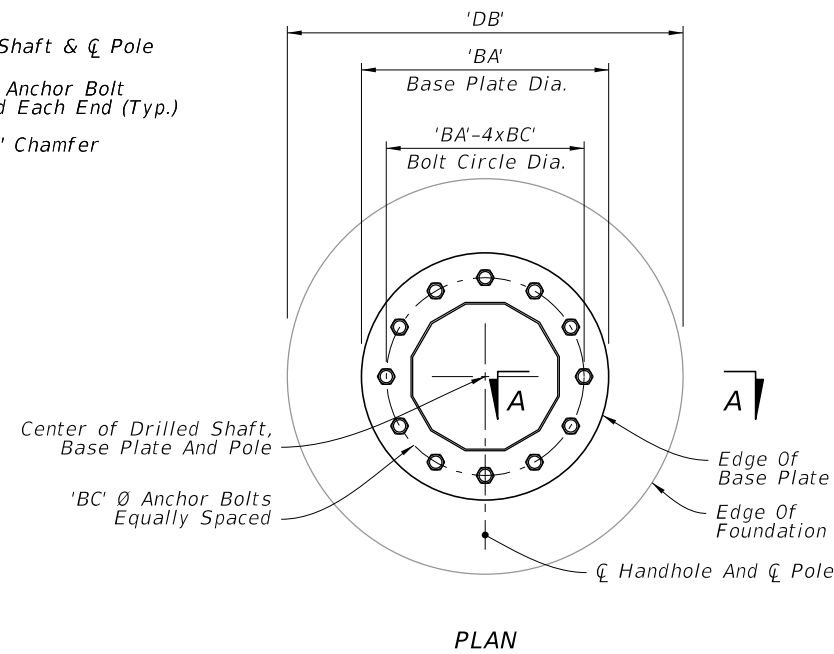 'DB'
Shaft & ℄ Pole
'BA'
Base Plate Dia.
Anchor Bolt
Each End (Typ.)
Chamfer
'BA'-4xBC'
Bolt Circle Dia.
A
A
Center of Drilled Shaft,
Base Plate And Pole
'BC' Ø Anchor Bolts
Equally Spaced
Edge Of
Base Plate
Edge Of
Foundation
℄ Handhole And ℄ Pole
PLAN